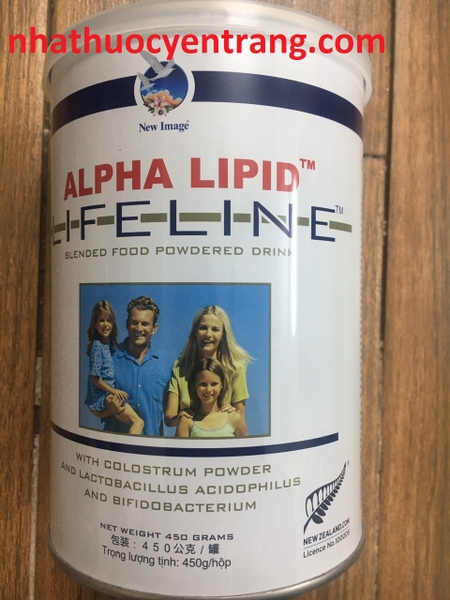 nhathuocyentrang.com
New Image®
ALPHA LIPID™
LIFELINE™
BLENDED FOOD POWDERED DRINK
WITH COLOSTRUM POWDER
AND LACTOBACILLUS ACIDOPHILUS
AND BIFIDOBACTERIUM
NET WEIGHT 450 GRAMS
包裝: 450公克/罐
Trọng lượng tịnh: 450g/hộp
NEW ZEALAND.COM
Licence No.